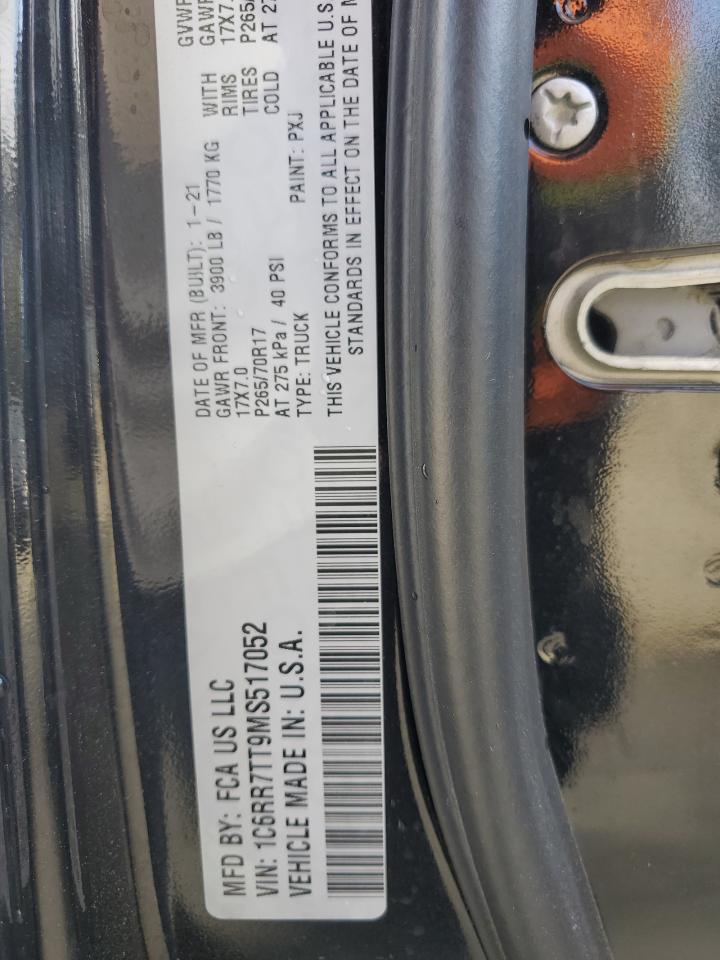 MFD BY: FCA US LLC
VIN: 1C6RR7TT9MS517052
VEHICLE MADE IN: U.S.A.
DATE OF MFR (BUILT): 1-21 GVWR
GAWR FRONT: 3900 LB / 1770 KG WITH GAWR
17X7.0 RIMS 17X7.
P265/70R17 TIRES P265/
AT 275 kPa / 40 PSI COLD AT 27
TYPE: TRUCK PAINT: PXJ
THIS VEHICLE CONFORMS TO ALL APPLICABLE U.S
STANDARDS IN EFFECT ON THE DATE OF M